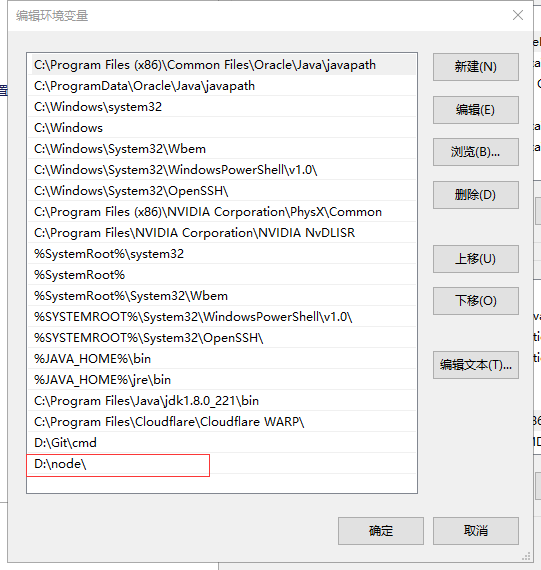 编辑环境变量
C:\Program Files (x86)\Common Files\Oracle\Java\javapath
C:\ProgramData\Oracle\Java\javapath
C:\Windows\system32
C:\Windows
C:\Windows\System32\Wbem
C:\Windows\System32\WindowsPowerShell\v1.0\
C:\Windows\System32\OpenSSH\
C:\Program Files (x86)\NVIDIA Corporation\PhysX\Common
C:\Program Files\NVIDIA Corporation\NVIDIA NvDLISR
%SystemRoot%\system32
%SystemRoot%
%SystemRoot%\System32\Wbem
%SYSTEMROOT%\System32\WindowsPowerShell\v1.0\
%SYSTEMROOT%\System32\OpenSSH\
%JAVA_HOME%\bin
%JAVA_HOME%\jre\bin
C:\Program Files\Java\jdk1.8.0_221\bin
C:\Program Files\Cloudflare\Cloudflare WARP\
D:\Git\cmd
D:\node\
新建(N)
编辑(E)
浏览(B)...
删除(D)
上移(U)
下移(O)
编辑文本(T)...
确定
取消